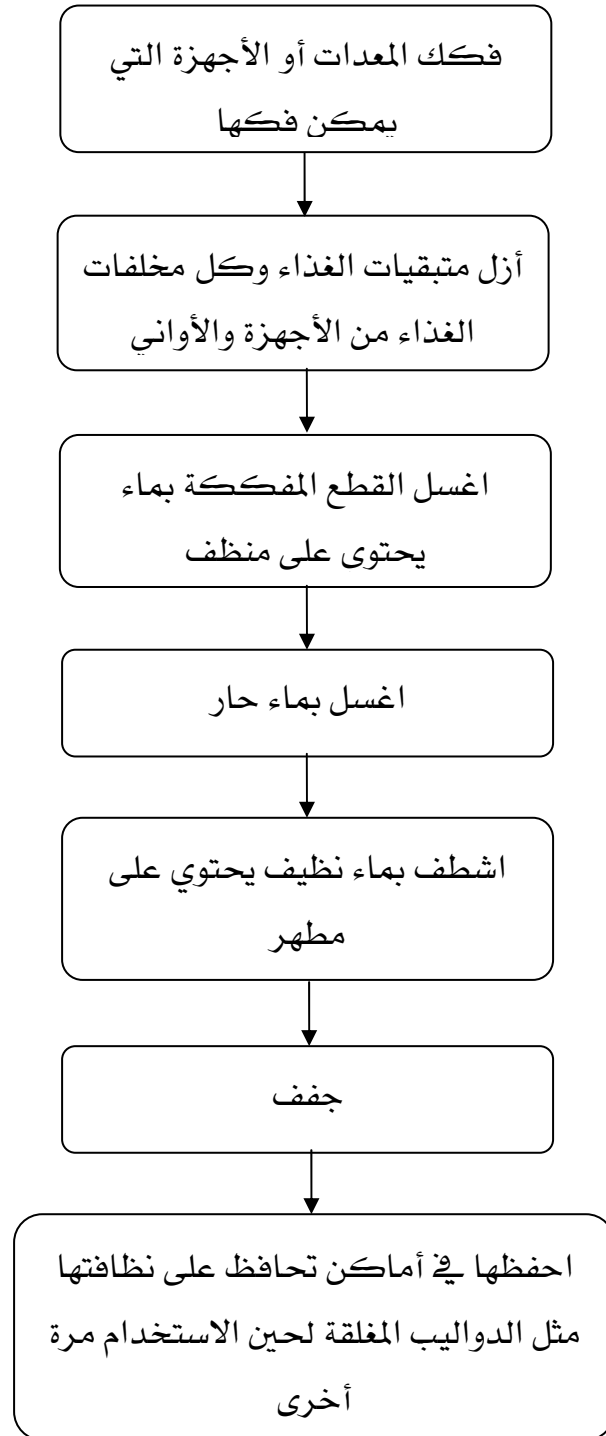 فكك المعدات أو الأجهزة التي
يمكن فكها
أزل متبقيات الغذاء وكل مخلفات
الغذاء من الأجهزة والأواني
اغسل القطع المفككة بماء
يحتوى على منظف
اغسل بماء حار
اشطف بماء نظيف يحتوي على
مطهر
جفف
احفظها في أماكن تحافظ على نظافتها
مثل الدواليب المغلقة لحين الاستخدام مرة
أخرى